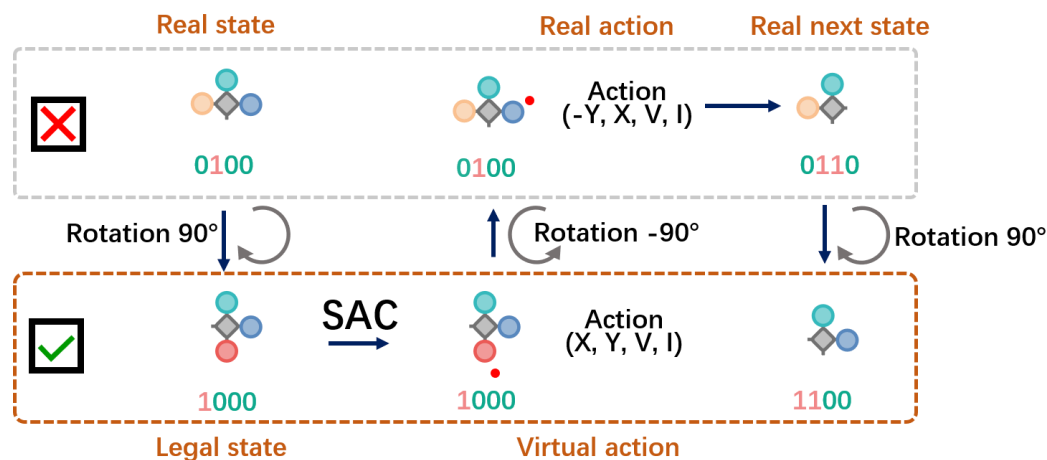 Real state
Real action
Real next state
Action
(-Y, X, V, I)
0100
0100
0110
Rotation 90°
Rotation -90°
Rotation 90°
SAC
Action
(X, Y, V, I)
1000
1000
1100
Legal state
Virtual action